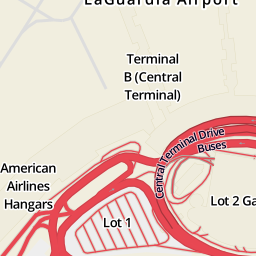 LaGuardia Airport
Terminal
B (Central
Terminal)
Central Terminal Drive
Buses
American
Airlines
Hangars
Lot 1
Lot 2 Ga